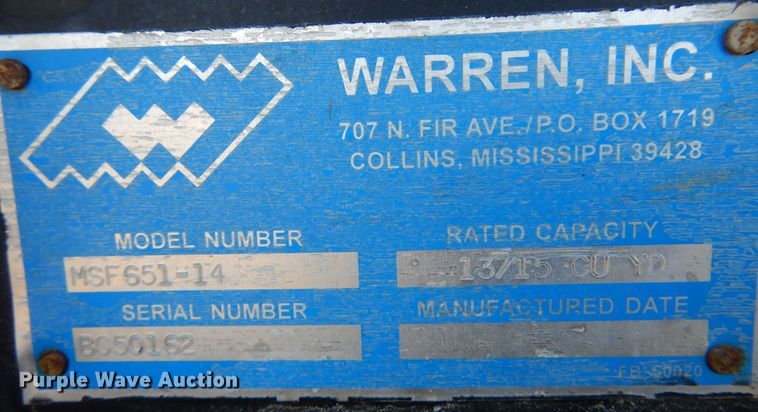 WARREN, INC.
707 N. FIR AVE./P.O. BOX 1719
COLLINS, MISSISSIPPI 39428
MODEL NUMBER
MSF651-14
RATED CAPACITY
13/15 CU YD
SERIAL NUMBER
BC50162
MANUFACTURED DATE
FB-50020
Purple Wave Auction